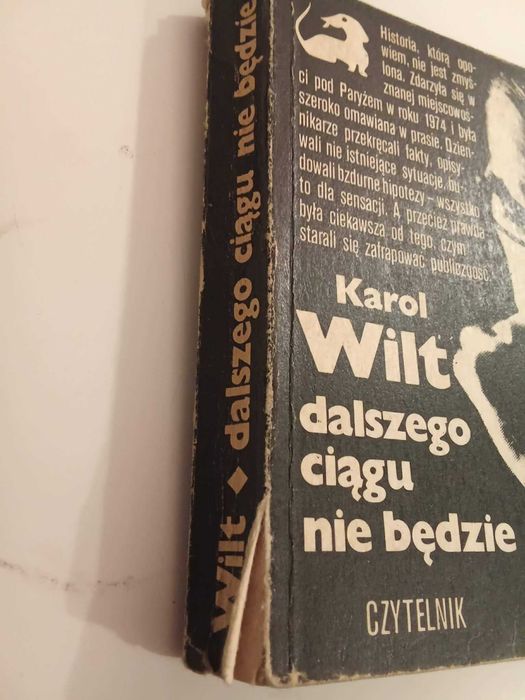 Historia, którą opo-
wiem, nie jest zmyś-
lona. Zdarzyła się w
znanej miejscowoś-
ci pod Paryżem w roku 1974 i była
szeroko omawiana w prasie. Dzien-
nikarze przekręcali fakty, opisy-
wali nie istniejące sytuacje, bu-
dowali bzdurne hipotezy – wszystko
to dla sensacji. A przecież prawda
była ciekawsza od tego, czym
starali się zafrapować publiczność.
Karol
Wilt
dalszego
ciągu
nie będzie
CZYTELNIK
Wilt ◆ dalszego ciągu nie będzie